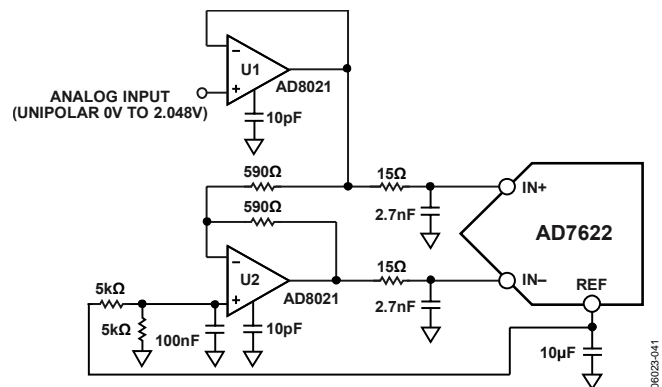 U1
AD8021
ANALOG INPUT
(UNIPOLAR 0V TO 2.048V)
10pF
590Ω
15Ω
IN+
590Ω
2.7nF
AD7622
15Ω
U2
IN–
5kΩ
AD8021
REF
5kΩ
100nF
10pF
2.7nF
10µF
06023-041